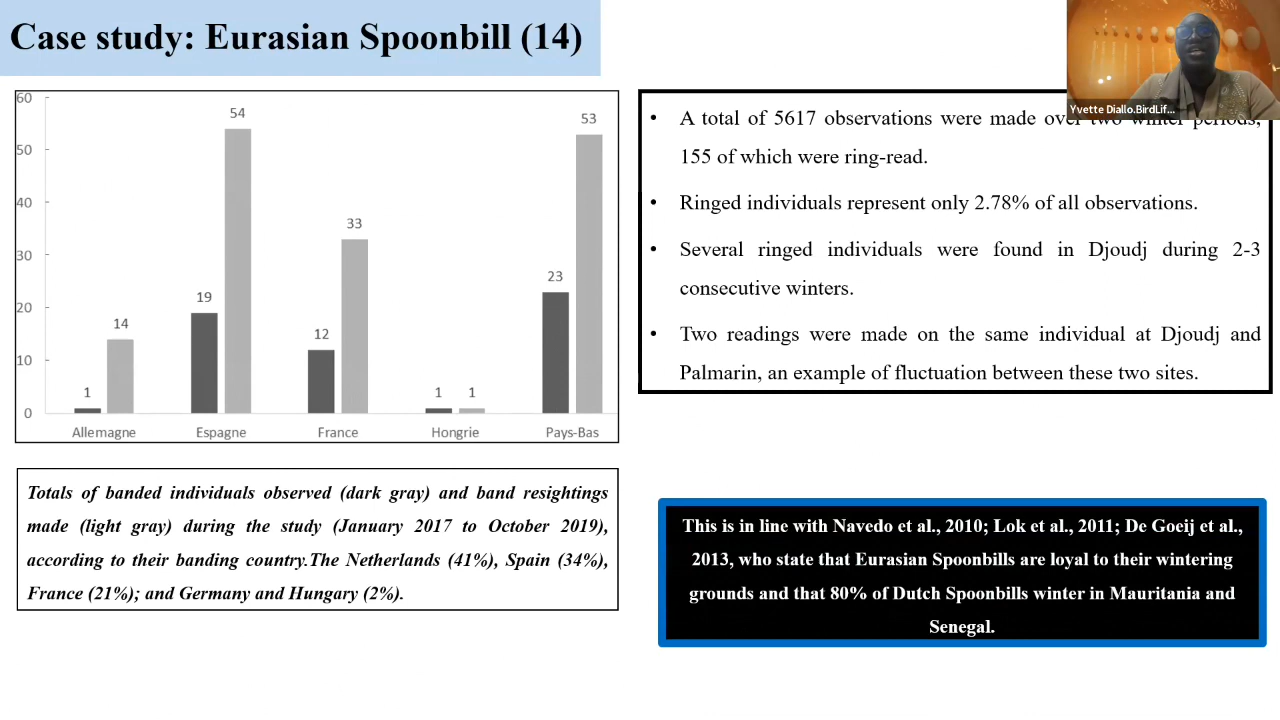 Case study: Eurasian Spoonbill (14)
Yvette Diallo.BirdLif...
60
50
40
30
20
10
0
1
14
19
54
12
33
1
1
23
53
Allemagne
Espagne
France
Hongrie
Pays-Bas
• A total of 5617 observations were made over two winter periods,
155 of which were ring-read.
• Ringed individuals represent only 2.78% of all observations.
• Several ringed individuals were found in Djoudj during 2-3
consecutive winters.
• Two readings were made on the same individual at Djoudj and
Palmarin, an example of fluctuation between these two sites.
Totals of banded individuals observed (dark gray) and band resightings
made (light gray) during the study (January 2017 to October 2019),
according to their banding country.The Netherlands (41%), Spain (34%),
France (21%); and Germany and Hungary (2%).
This is in line with Navedo et al., 2010; Lok et al., 2011; De Goeij et al.,
2013, who state that Eurasian Spoonbills are loyal to their wintering
grounds and that 80% of Dutch Spoonbills winter in Mauritania and
Senegal.